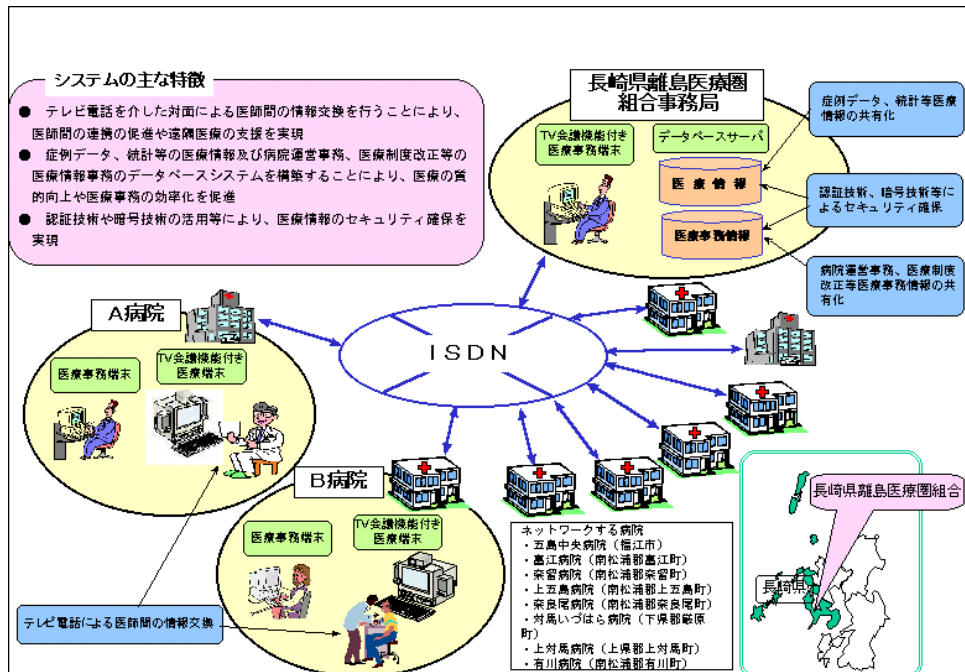 システムの主な特徴
● テレビ電話を介した対面による医師間の情報交換を行うことにより、
医師間の連携の促進や遠隔医療の支援を実現
● 症例データ、統計等の医療情報及び病院運営事務、医療制度改正等の
医療情報事務のデータベースシステムを構築することにより、医療の質
的向上や医療事務の効率化を促進
● 認証技術や暗号技術の活用等により、医療情報のセキュリティ確保を
実現
長崎県離島医療圏
組合事務局
TV会議機能付き
医療事務端末
データベースサーバ
医療情報
医療事務情報
症例データ、統計等医療
情報の共有化
認証技術、暗号技術等に
よるセキュリティ確保
病院運営事務、医療制度
改正等医療事務情報の共
有化
A病院
医療事務端末
TV会議機能付き
医療端末
ISDN
B病院
医療事務端末
TV会議機能付き
医療端末
テレビ電話による医師間の情報交換
ネットワークする病院
・五島中央病院（福江市）
・富江病院（南松浦郡富江町）
・奈留病院（南松浦郡奈留町）
・上五島病院（南松浦郡上五島町）
・奈良尾病院（南松浦郡奈良尾町）
・対馬いづはら病院（下県郡厳原
町）
・上対馬病院（上県郡上対馬町）
・有川病院（南松浦郡有川町）
長崎県離島医療圏組合
長崎県